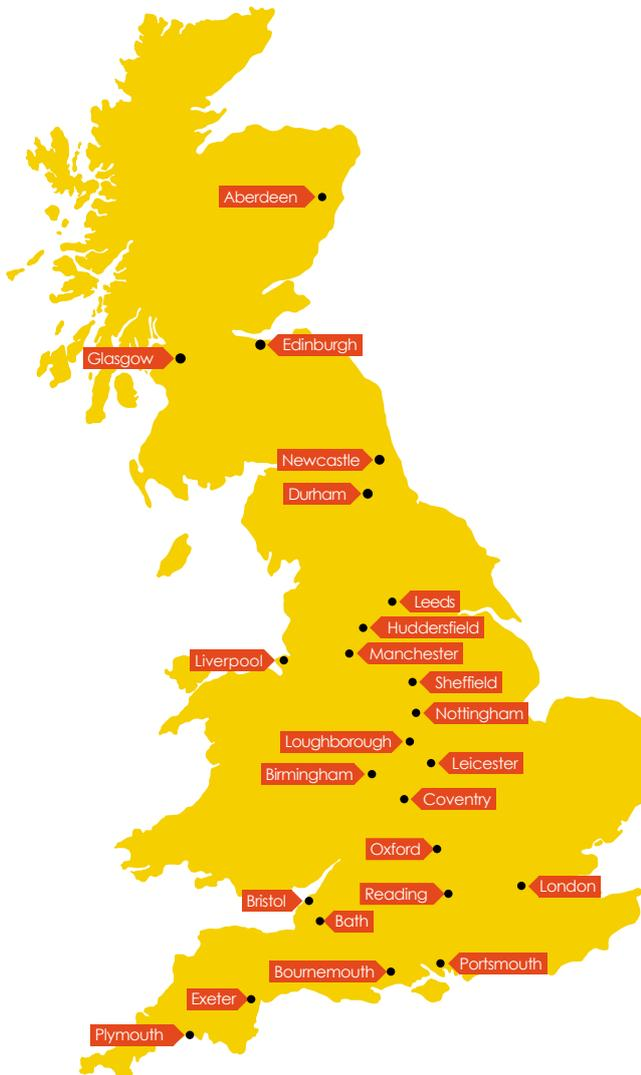 Aberdeen
Edinburgh
Glasgow
Newcastle
Durham
Leeds
Huddersfield
Manchester
Liverpool
Sheffield
Nottingham
Loughborough
Leicester
Birmingham
Coventry
Oxford
London
Reading
Bristol
Bath
Portsmouth
Bournemouth
Exeter
Plymouth